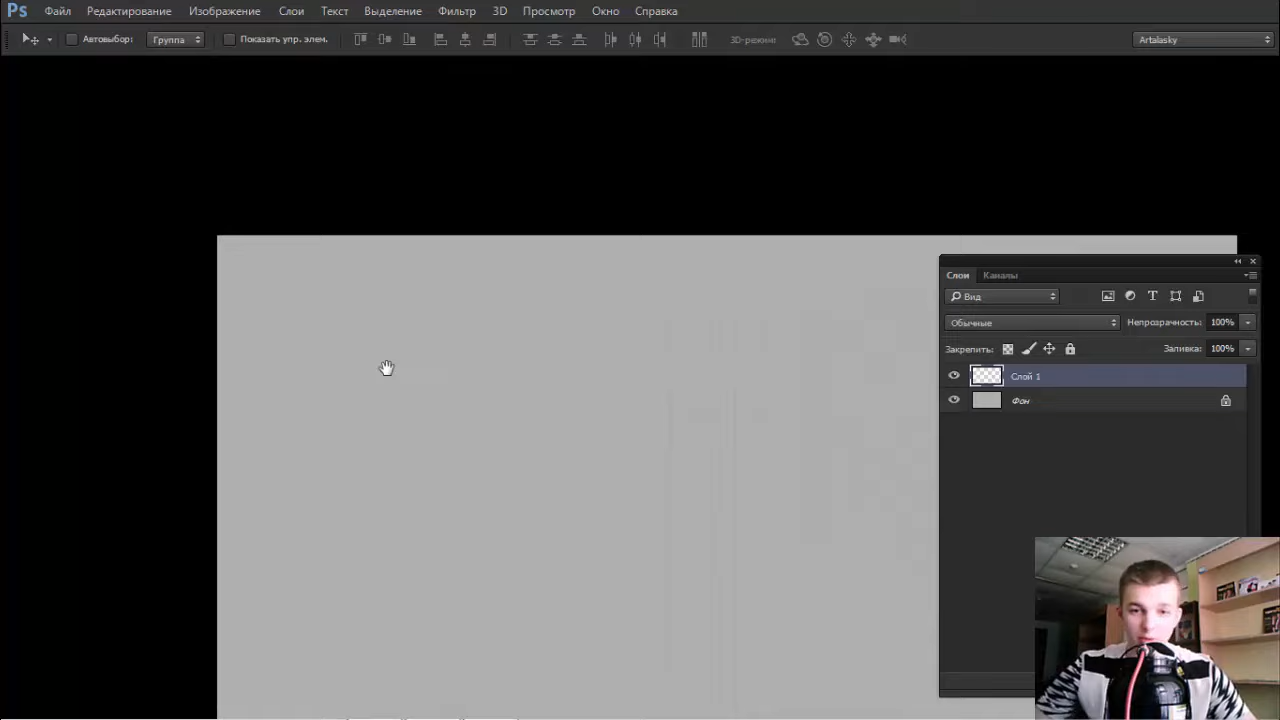 Ps Файл Редактирование Изображение Слои Текст Выделение Фильтр 3D Просмотр Окно Справка
Автовыбор: Группа Показать упр. элем. 3D-режим: Artalasky
Слои Каналы
Вид
Обычные Непрозрачность: 100%
Закрепить: Заливка: 100%
Слой 1
Фон